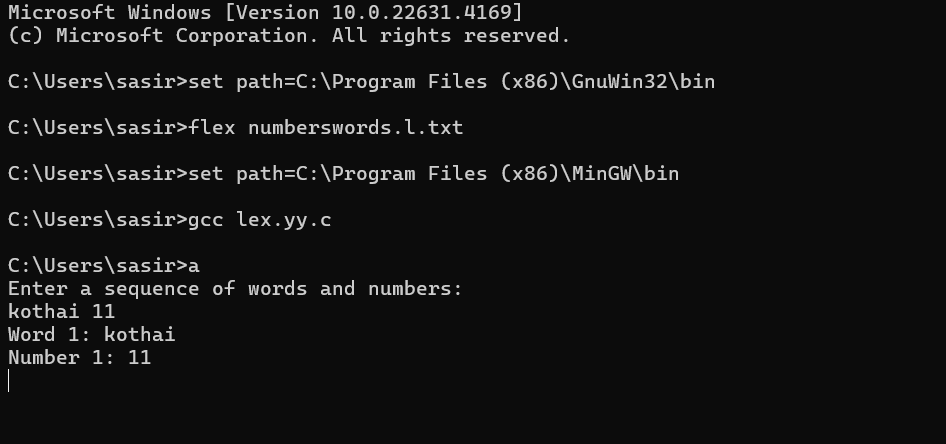 Microsoft Windows [Version 10.0.22631.4169]
(c) Microsoft Corporation. All rights reserved.
C:\Users\sasir>set path=C:\Program Files (x86)\GnuWin32\bin
C:\Users\sasir>flex numberswords.l.txt
C:\Users\sasir>set path=C:\Program Files (x86)\MinGW\bin
C:\Users\sasir>gcc lex.yy.c
C:\Users\sasir>a
Enter a sequence of words and numbers:
kothai 11
Word 1: kothai
Number 1: 11